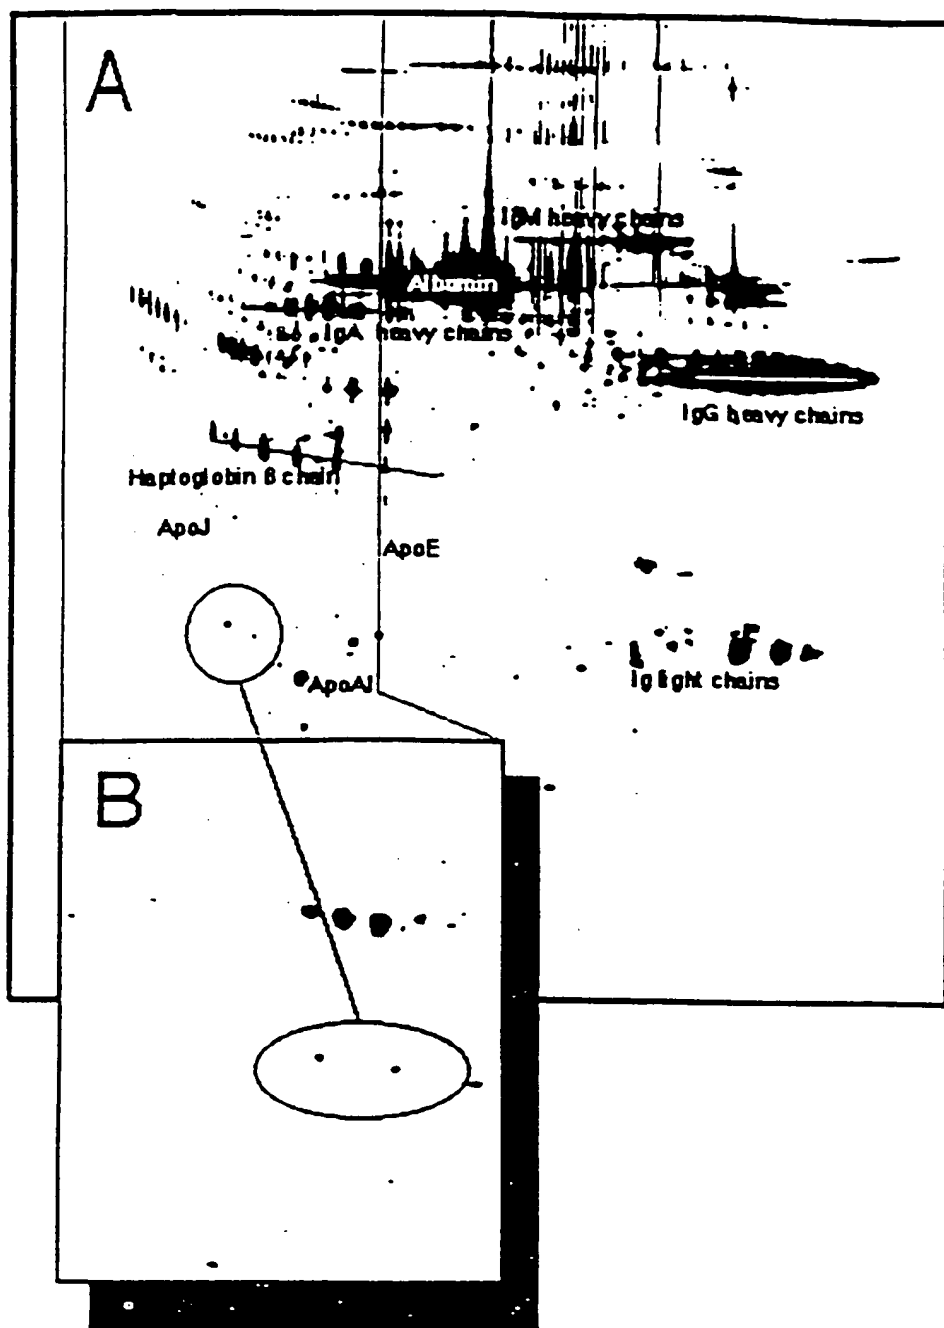 A
IgM heavy chains
Albumin
IgA heavy chains
IgG heavy chains
Haptoglobin β chain
ApoJ
ApoE
ApoAI
Ig light chains
B